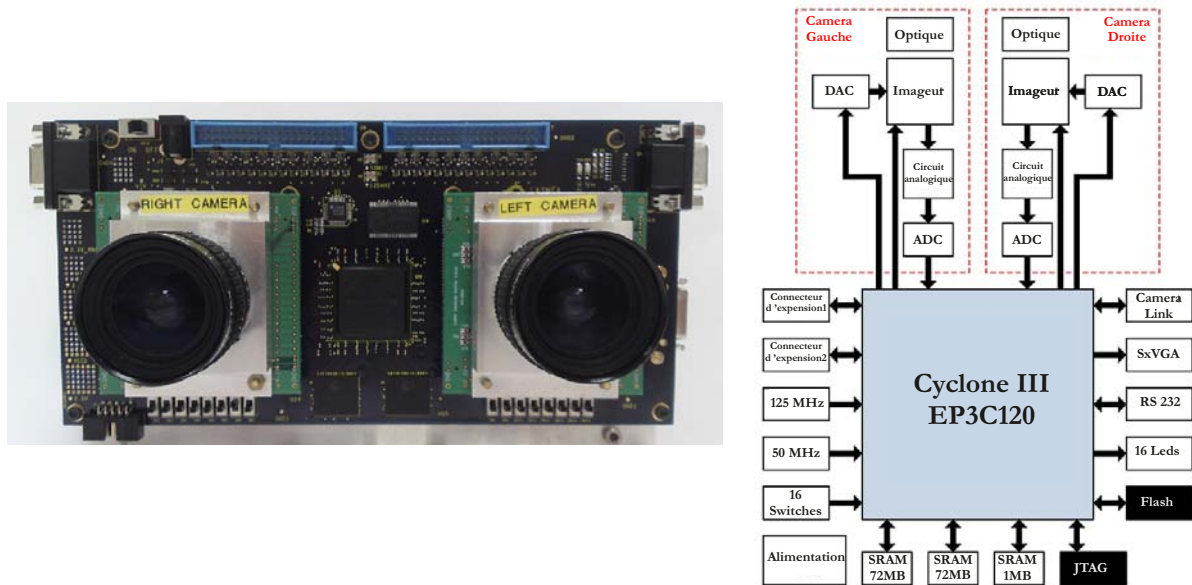 RIGHT CAMERA
LEFT CAMERA
Camera
Gauche
Optique
Imageur
DAC
Circuit
analogique
ADC
Camera
Droite
Optique
Imageur
DAC
Circuit
analogique
ADC
Connecteur
d 'expension1
Connecteur
d 'expension2
125 MHz
50 MHz
16
Switches
Alimentation
Cyclone III
EP3C120
Camera
Link
SxVGA
RS 232
16 Leds
Flash
SRAM
72MB
SRAM
72MB
SRAM
1MB
JTAG